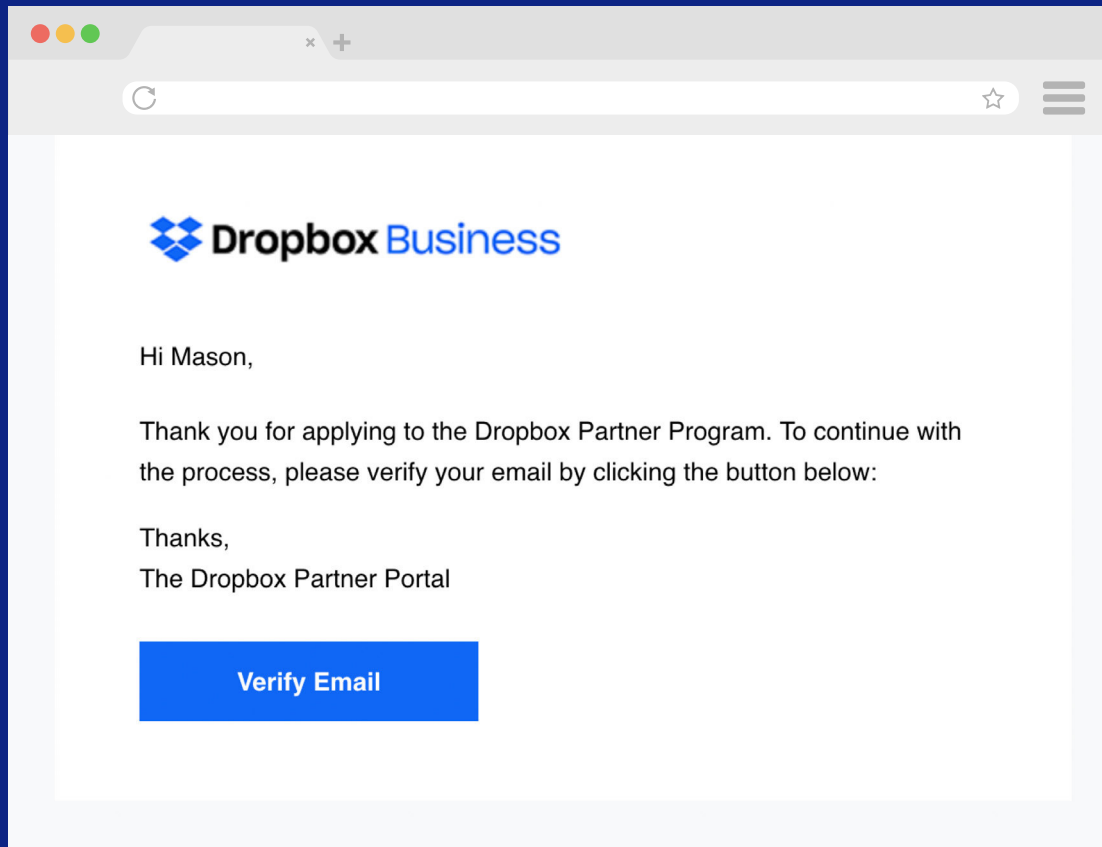 Dropbox Business
Hi Mason,
Thank you for applying to the Dropbox Partner Program. To continue with
the process, please verify your email by clicking the button below:
Thanks,
The Dropbox Partner Portal
Verify Email